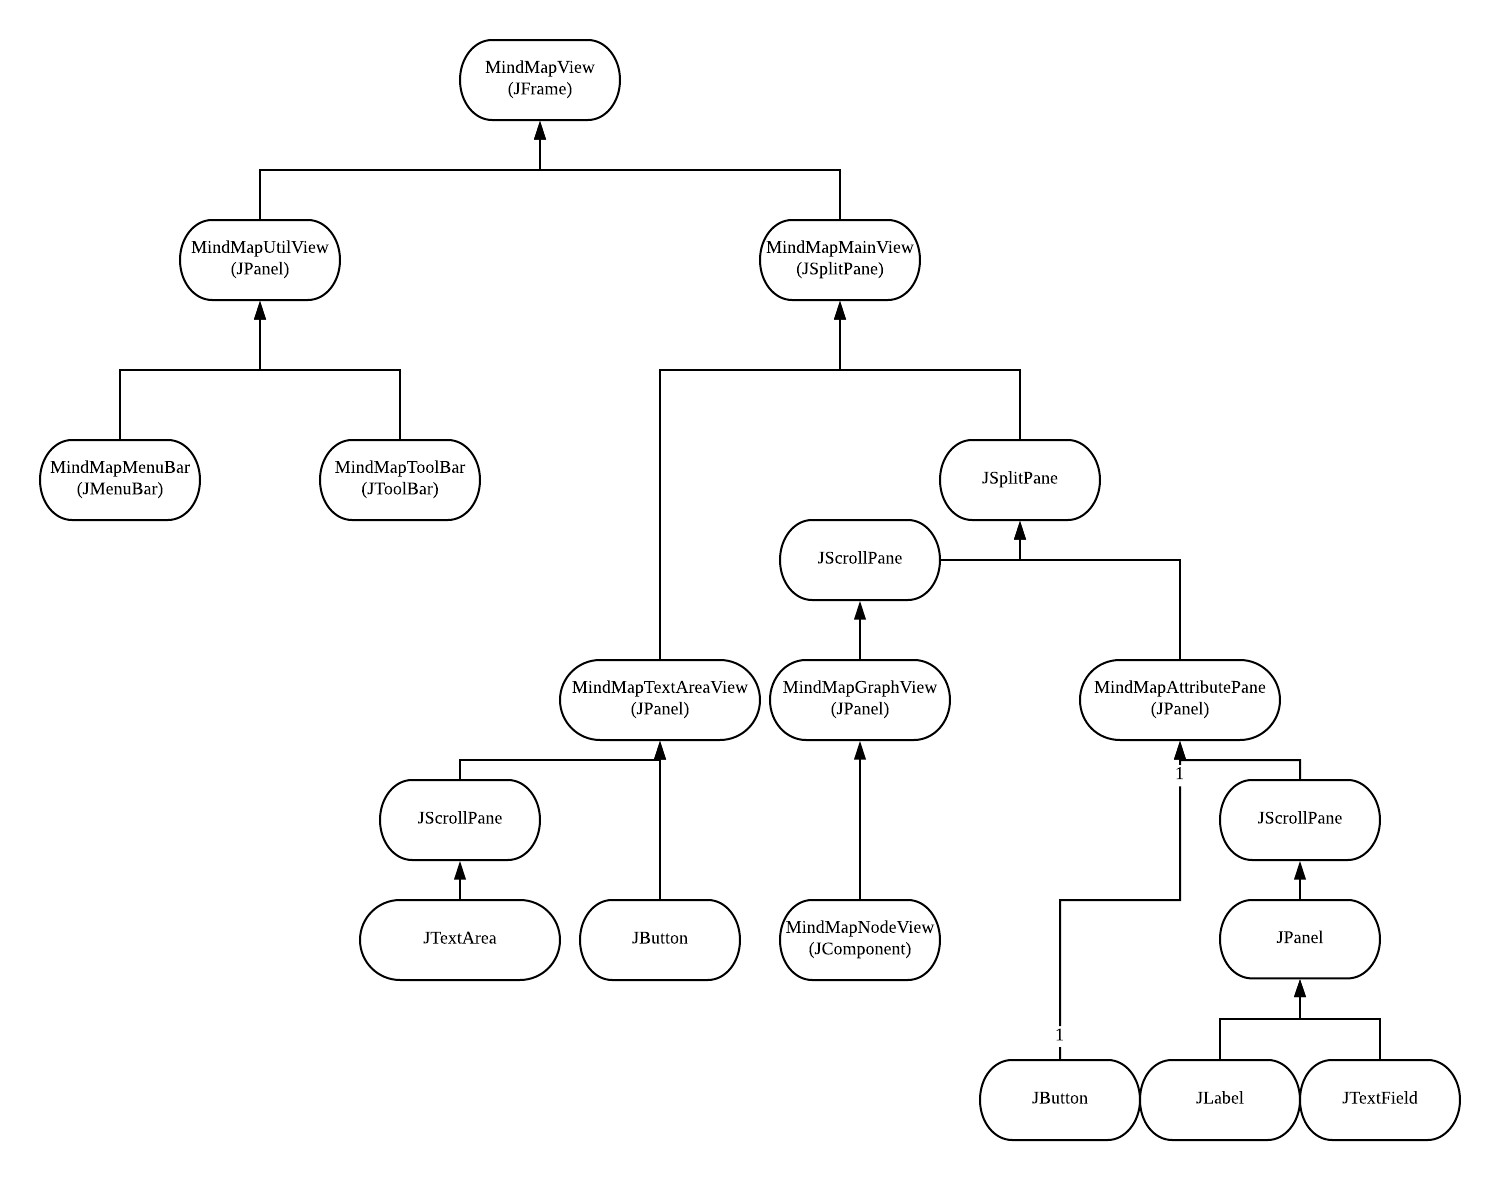 MindMapView
(JFrame)
MindMapUtilView
(JPanel)
MindMapMainView
(JSplitPane)
MindMapMenuBar
(JMenuBar)
MindMapToolBar
(JToolBar)
JSplitPane
JScrollPane
MindMapTextAreaView
(JPanel)
MindMapGraphView
(JPanel)
MindMapAttributePane
(JPanel)
1
JScrollPane
JScrollPane
JTextArea
JButton
MindMapNodeView
(JComponent)
JPanel
1
JButton
JLabel
JTextField